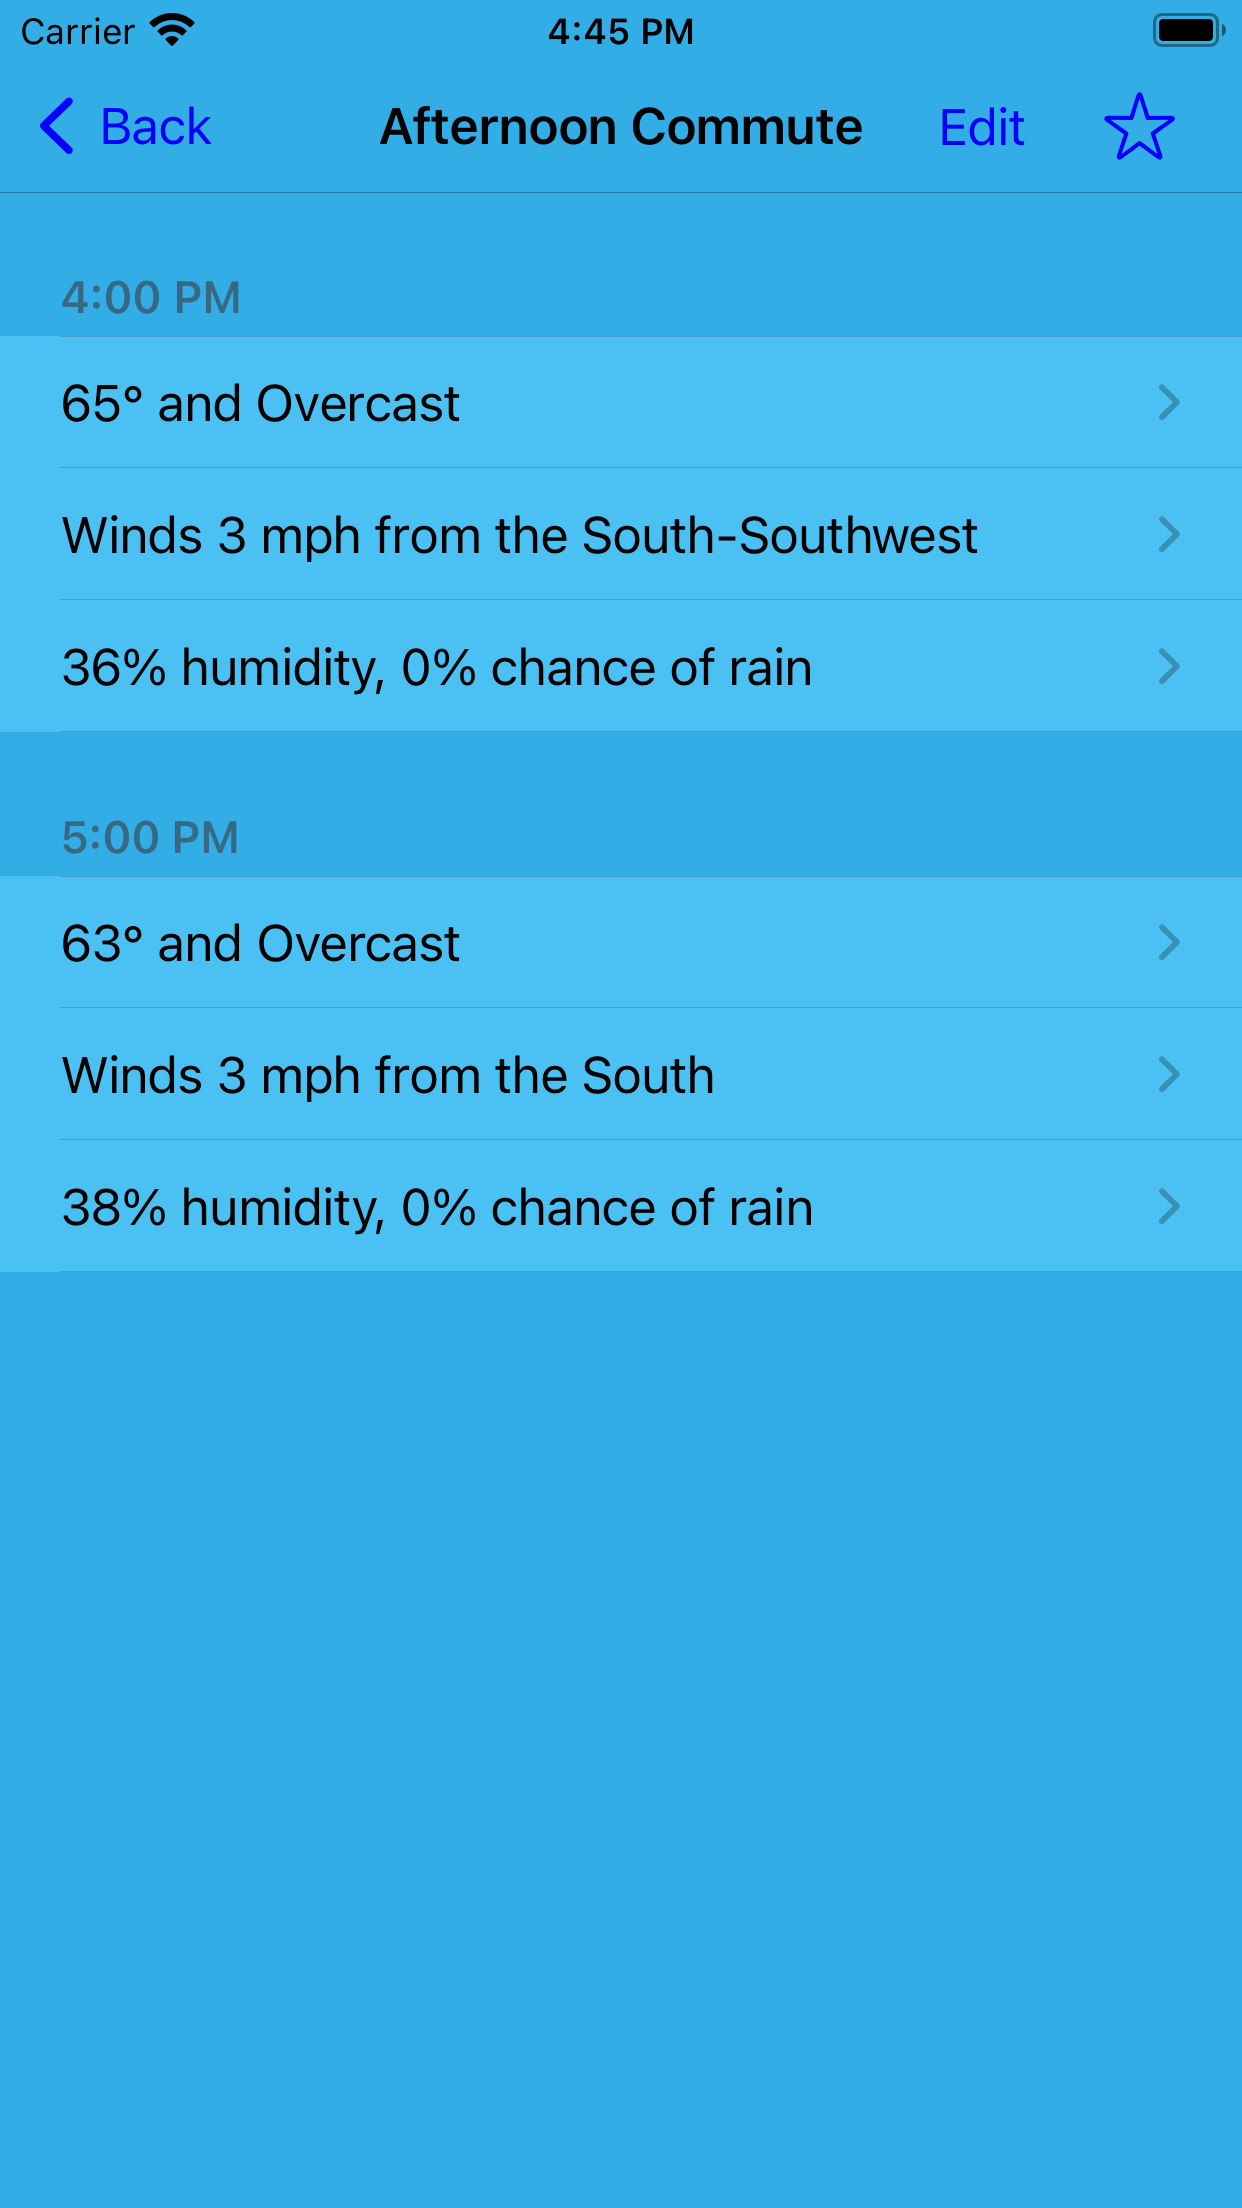 Carrier 4:45 PM
Back Afternoon Commute Edit
4:00 PM
65° and Overcast
Winds 3 mph from the South-Southwest
36% humidity, 0% chance of rain
5:00 PM
63° and Overcast
Winds 3 mph from the South
38% humidity, 0% chance of rain